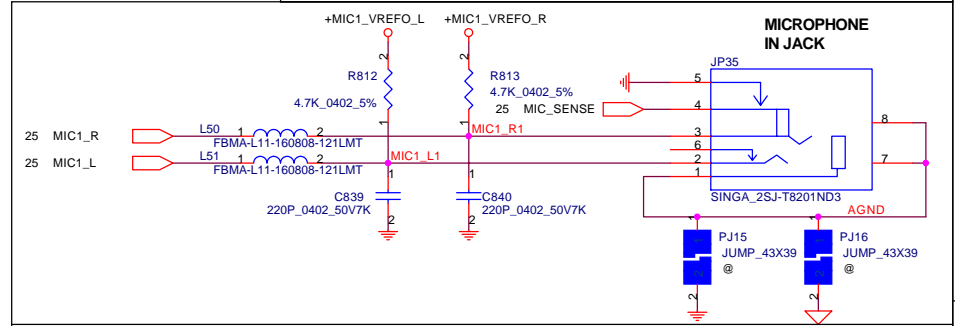 +MIC1_VREFO_L +MIC1_VREFO_R
MICROPHONE
IN JACK
JP35
2 2
R812
4.7K_0402_5%
R813
4.7K_0402_5%
5
25 MIC_SENSE
4
1 1
25 MIC1_R
L50
1 2
FBMA-L11-160808-121LMT
MIC1_R1
3
8
6
25 MIC1_L
L51
1 2
FBMA-L11-160808-121LMT
MIC1_L1
2
7
1
1 1
C839
220P_0402_50V7K
C840
220P_0402_50V7K
2 2
SINGA_2SJ-T8201ND3
AGND
1 1
PJ15
JUMP_43X39
@
PJ16
JUMP_43X39
@
2 2
2 2